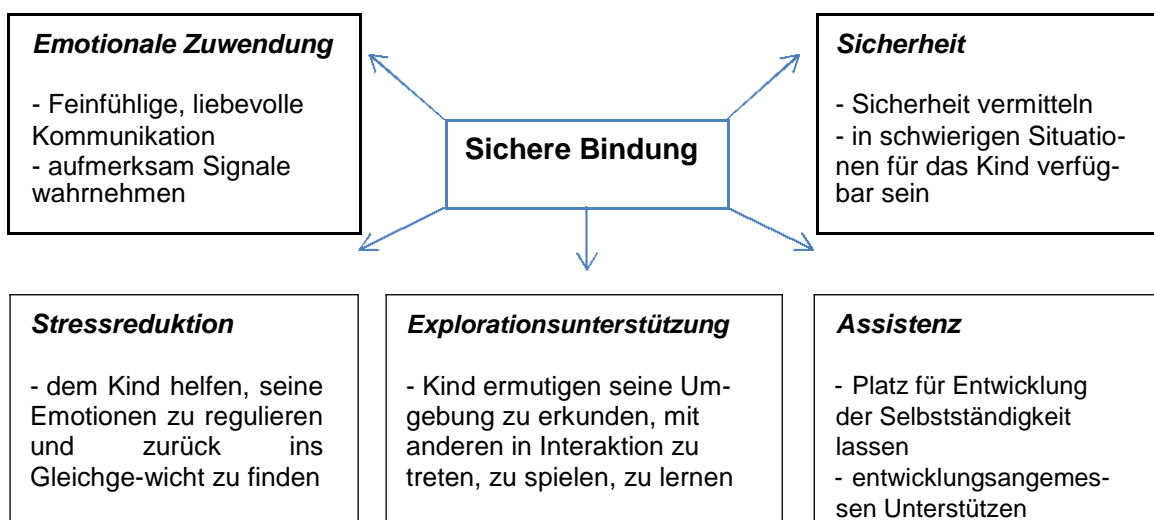 Emotionale Zuwendung
- Feinfühlige, liebevolle
Kommunikation
- aufmerksam Signale
wahrnehmen
Sichere Bindung
Sicherheit
- Sicherheit vermitteln
- in schwierigen Situatio-
nen für das Kind verfüg-
bar sein
Stressreduktion
- dem Kind helfen, seine
Emotionen zu regulieren
und zurück ins
Gleichge-wicht zu finden
Explorationsunterstützung
- Kind ermutigen seine Um-
gebung zu erkunden, mit
anderen in Interaktion zu
treten, zu spielen, zu lernen
Assistenz
- Platz für Entwicklung
der Selbstständigkeit
lassen
- entwicklungsangemes-
sen Unterstützen